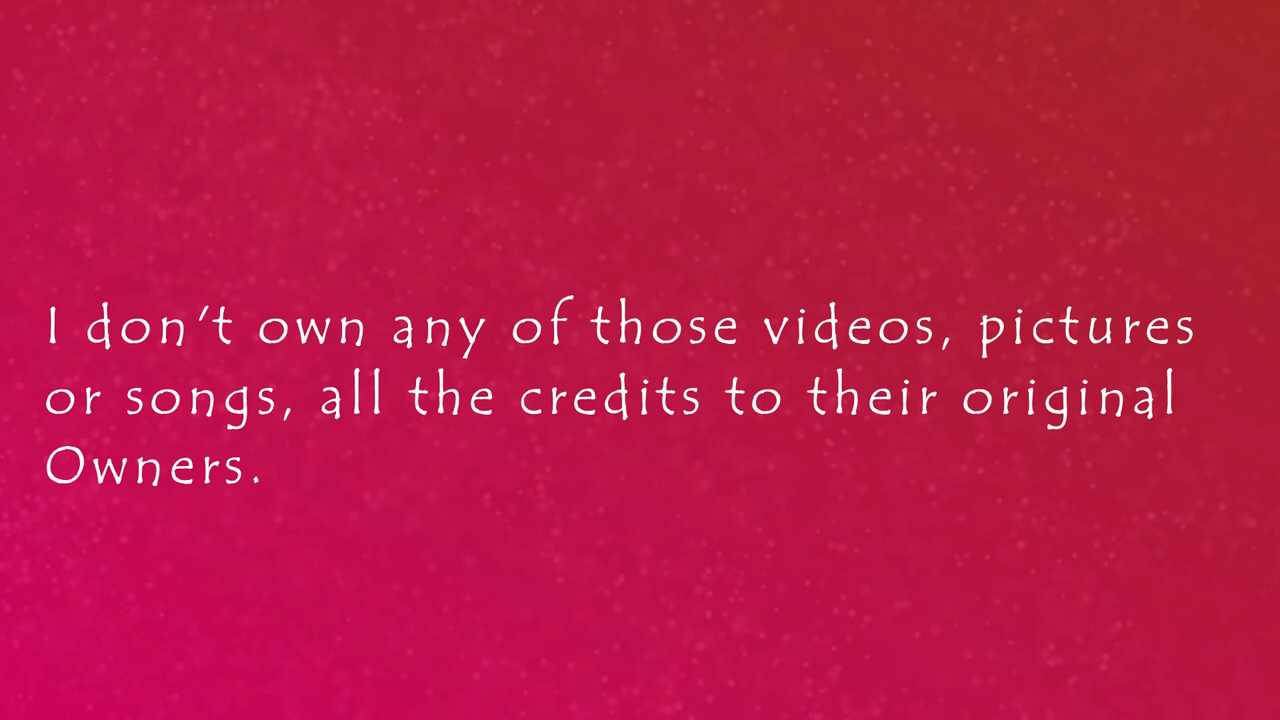 I don't own any of those videos, pictures
or songs, all the credits to their original
Owners.